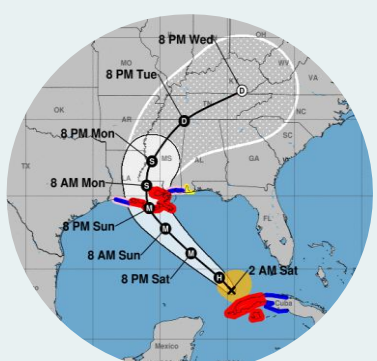 8 PM Wed
OH
WV
MO
KY
VA
8 PM Tue
D
OK
AR
TN
D
NC
8 PM Mon
SC
S
MS
AL
GA
TX
LA
8 AM Mon
S
8 PM Sun
M
FL
8 AM Sun
M
8 PM Sat
M
H
2 AM Sat
Cuba
Mexico